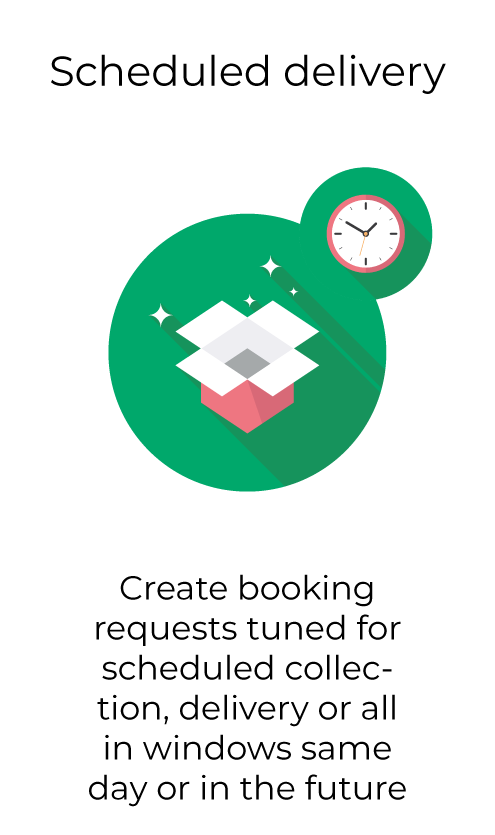 Scheduled delivery
Create booking
requests tuned for
scheduled collec-
tion, delivery or all
in windows same
day or in the future